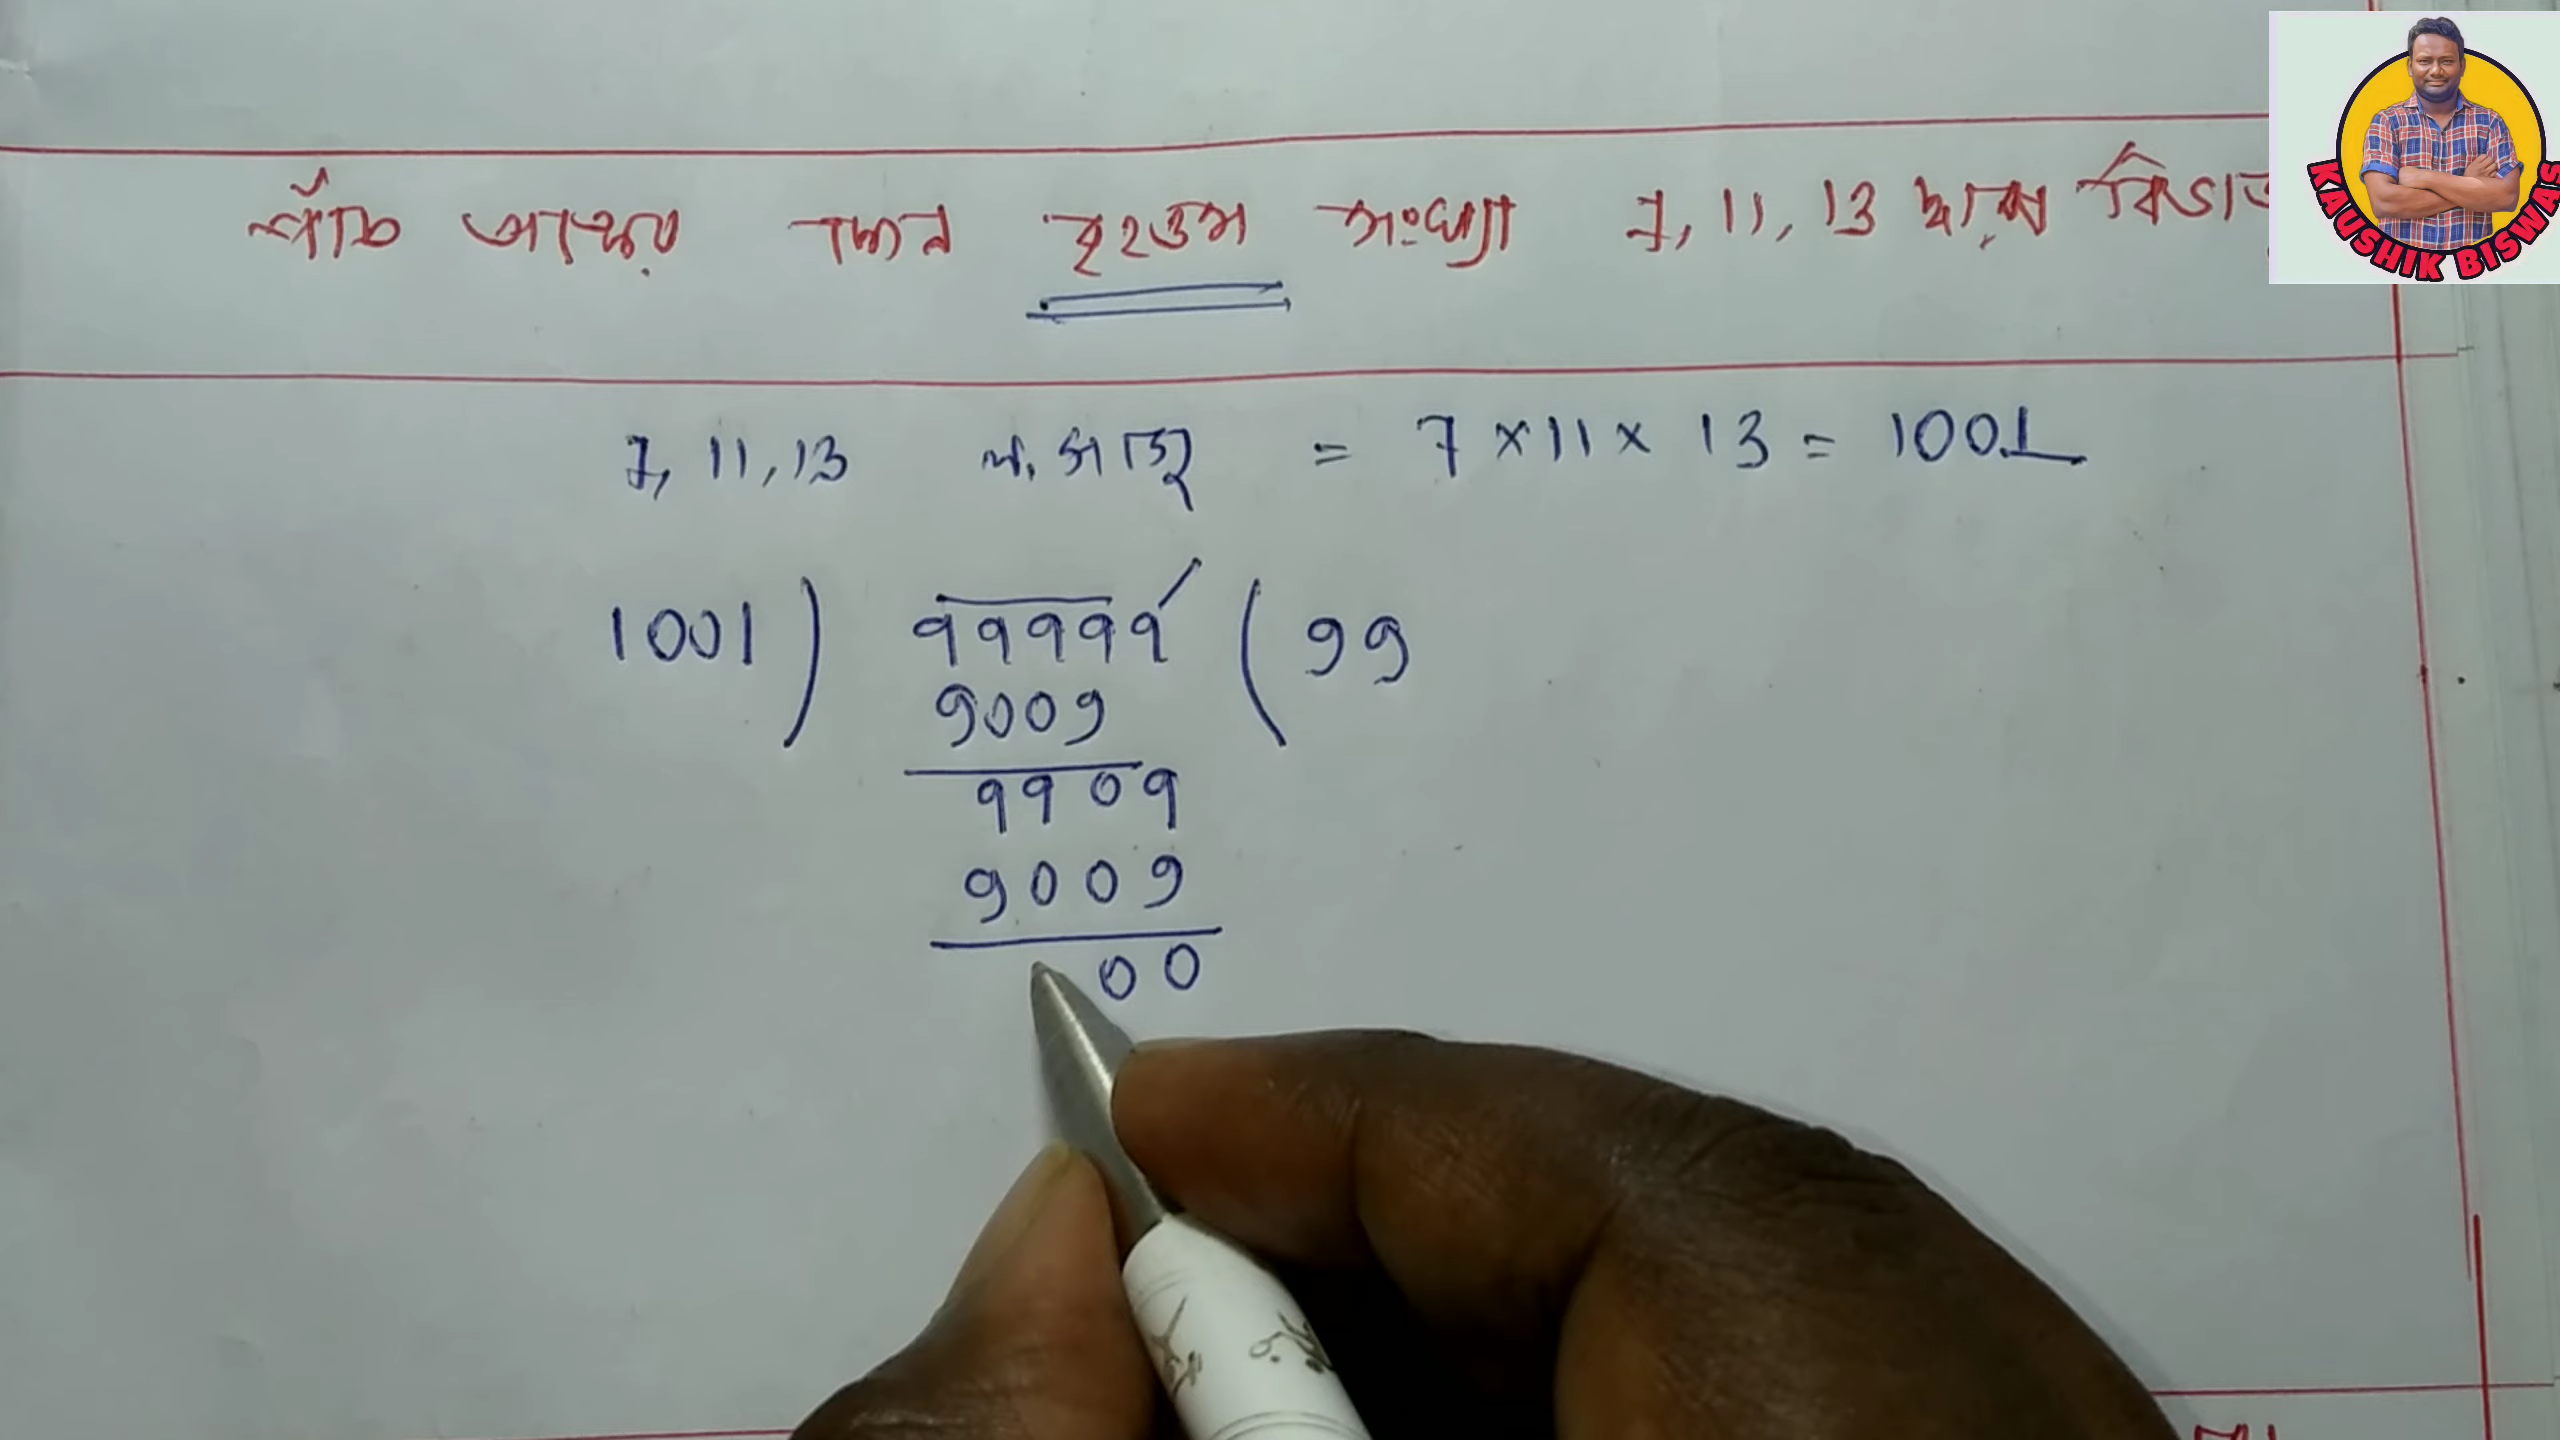 পাঁচ অঙ্কের কোন বৃহত্তম সংখ্যা 7, 11, 13 দ্বারা বিভাজ
KAUSHIK BISWAS
7, 11, 13 ল.সাগু = 7 × 11 × 13 = 1001
1001 ) 99999 ( 99
9009
9909
9009
00